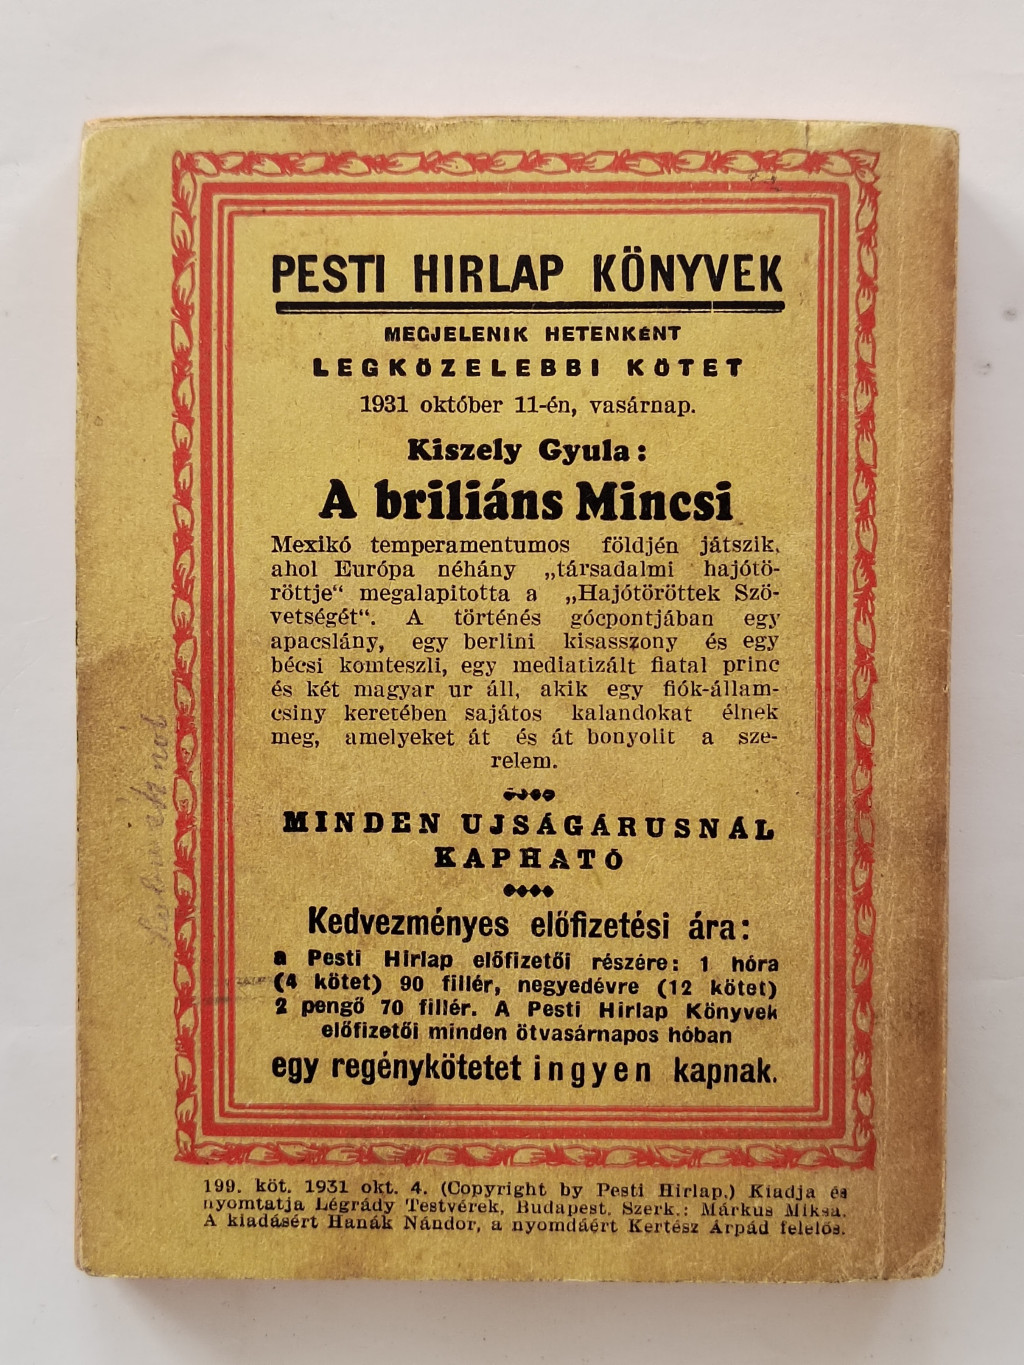 PESTI HIRLAP KÖNYVEK
MEGJELENIK HETENKÉNT
LEGKÖZELEBBI KÖTET
1931 október 11-én, vasárnap.
Kiszely Gyula:
A briliáns Mincsi
Mexikó temperamentumos földjén játszik,
ahol Európa néhány „társadalmi hajótö-
röttje“ megalapitotta a „Hajótöröttek Szö-
vetségét“. A történés gócpontjában egy
apacslány, egy berlini kisasszony és egy
bécsi komteszli, egy mediatizált fiatal princ
és két magyar ur áll, akik egy fiók-állam-
csiny keretében sajátos kalandokat élnek
meg, amelyeket át és át bonyolit a sze-
relem.
MINDEN UJSÁGÁRUSNÁL
KAPHATÓ
Kedvezményes előfizetési ára:
a Pesti Hirlap előfizetői részére: 1 hóra
(4 kötet) 90 fillér, negyedévre (12 kötet)
2 pengő 70 fillér. A Pesti Hirlap Könyvek
előfizetői minden ötvasárnapos hóban
egy regénykötetet ingyen kapnak.
199. köt. 1931 okt. 4. (Copyright by Pesti Hirlap.) Kiadja és
nyomtatja Légrády Testvérek, Budapest. Szerk.: Márkus Miksa.
A kiadásért Hanák Nándor, a nyomdáért Kertész Árpád felelős.